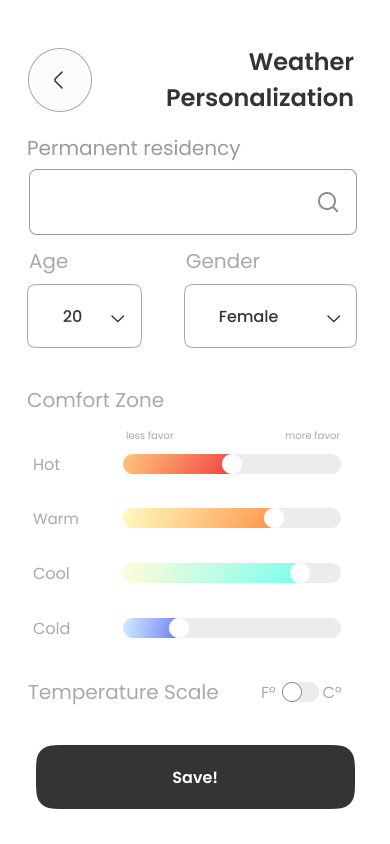 Weather
Personalization
Permanent residency
Age
Gender
20
Female
Comfort Zone
less favor
more favor
Hot
Warm
Cool
Cold
Temperature Scale
Fº
Cº
Save!